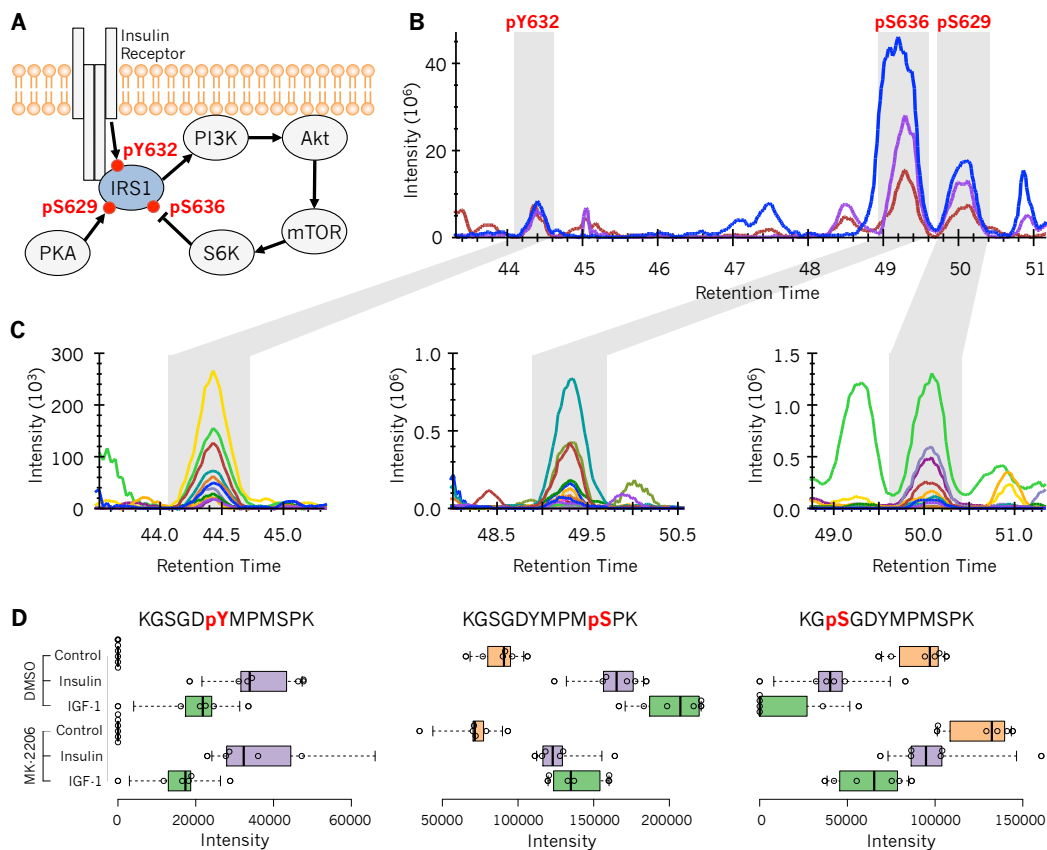 A
Insulin
Receptor
PI3K
Akt
pY632
IRS1
pS629
pS636
mTOR
PKA
S6K
B
pY632
pS636
pS629
Intensity (10⁶)
40
20
0
44
45
46
47
48
49
50
51
Retention Time
C
Intensity (10³)
300
200
100
0
44.0
44.5
45.0
Retention Time
Intensity (10⁶)
1.0
0.5
0.0
48.5
49.5
50.5
Retention Time
Intensity (10⁶)
1.5
1.0
0.5
0.0
49.0
50.0
51.0
Retention Time
D
KGSGDpYMPMSPK
KGSGDYMPMpSPK
KGpSGDYMPMSPK
DMSO
Control
Insulin
IGF-1
MK-2206
Control
Insulin
IGF-1
0
20000
40000
60000
Intensity
50000
100000
150000
200000
Intensity
0
50000
100000
150000
Intensity